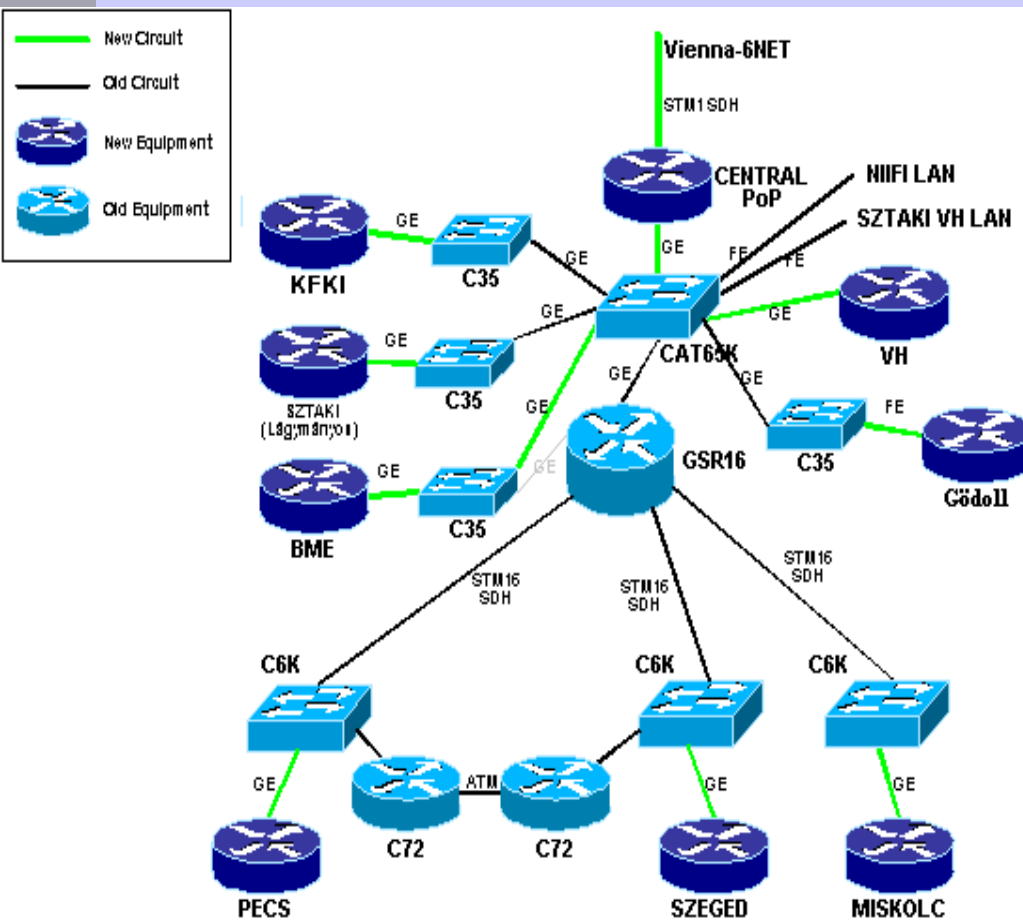 New Circuit
Old Circuit
New Equipment
Old Equipment
Vienna-6NET
STM1 SDH
CENTRAL
PoP
NIIFI LAN
SZTAKI VH LAN
GE
FE
FE
KFKI
GE
C35
GE
CAT65K
GE
VH
SZTAKI
(Lágymányos)
GE
C35
GE
BME
GE
C35
GE
GE
GE
GSR16
GE
C35
FE
Gödöll
STM16
SDH
STM16
SDH
STM16
SDH
C6K
C6K
C6K
GE
C72
ATM
C72
GE
GE
PECS
SZEGED
MISKOLC